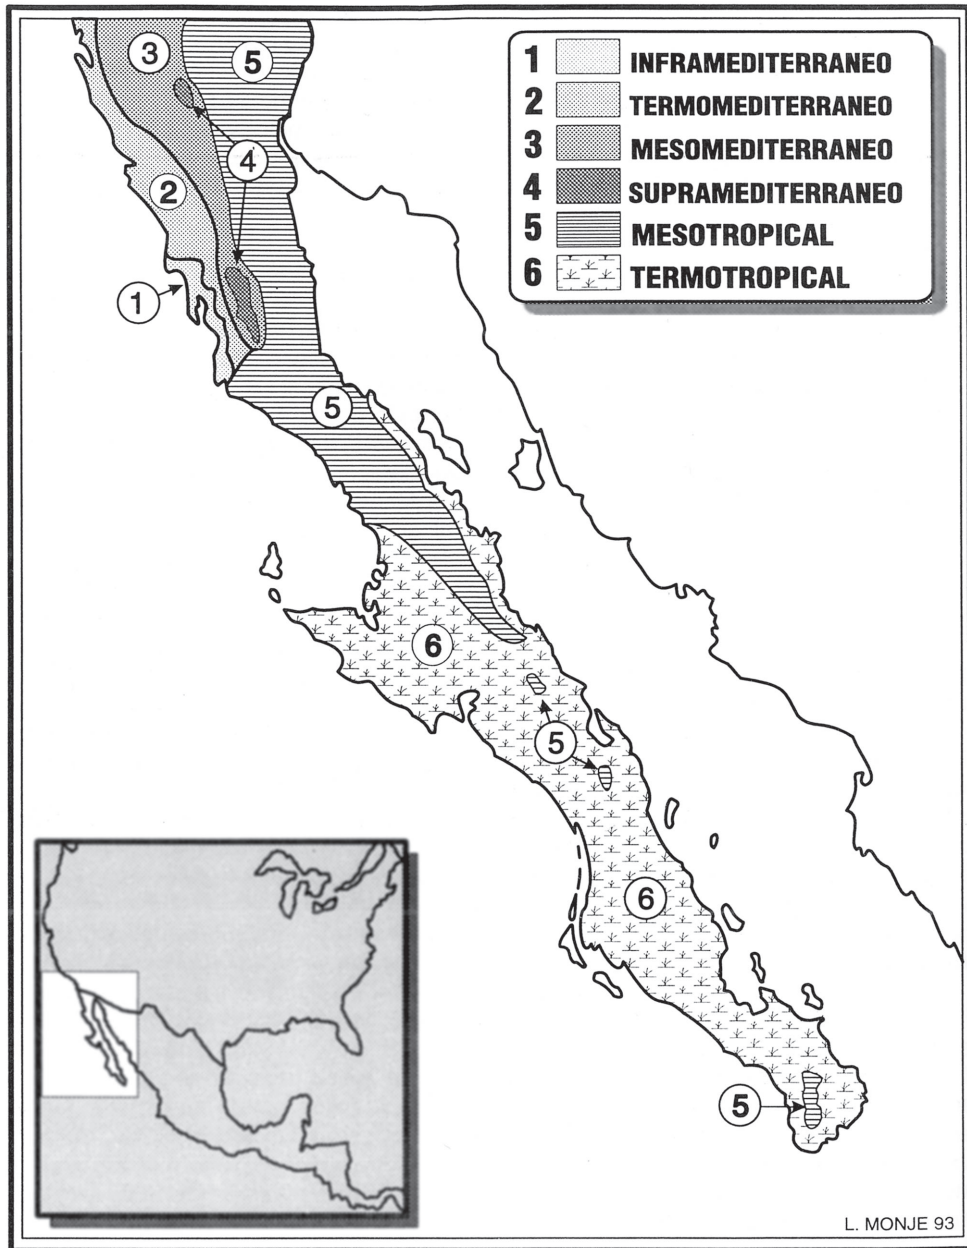 1 INFRAMEDITERRANEO
2 TERMOMEDITERRANEO
3 MESOMEDITERRANEO
4 SUPRAMEDITERRANEO
5 MESOTROPICAL
6 TERMOTROPICAL
3
5
4
2
1
5
6
5
6
5
L. MONJE 93